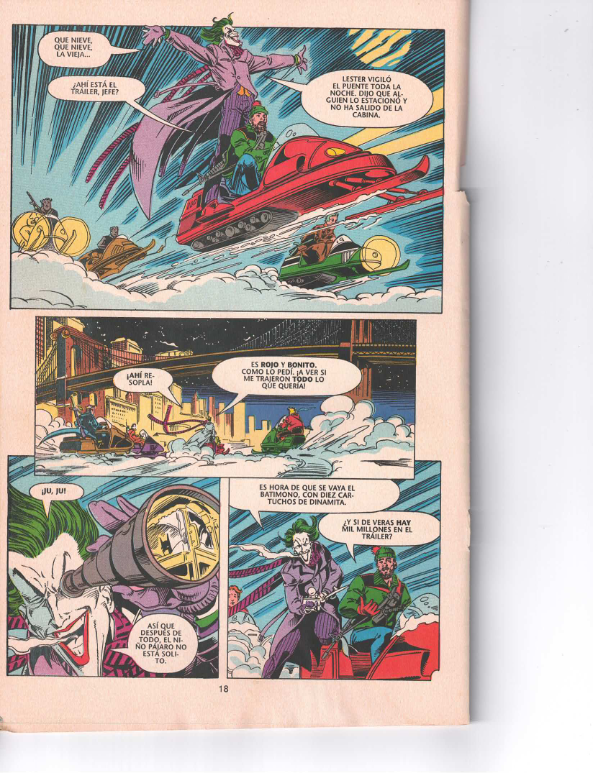 QUE NIEVE,
QUE NIEVE,
LA VIEJA...
¿AHÍ ESTÁ EL
TRÁILER, JEFE?
LESTER VIGILÓ
EL PUENTE TODA LA
NOCHE. DIJO QUE AL-
GUIEN LO ESTACIONÓ Y
NO HA SALIDO DE LA
CABINA.
¡AHÍ RE-
SOPLA!
ES ROJO Y BONITO.
COMO LO PEDÍ. ¡A VER SI
ME TRAJERON TODO LO
QUE QUERÍA!
¡JU, JU!
ASÍ QUE
DESPUÉS DE
TODO, EL NI-
ÑO PÁJARO NO
ESTÁ SOLI-
TO.
ES HORA DE QUE SE VAYA EL
BATIMONO, CON DIEZ CAR-
TUCHOS DE DINAMITA.
¿Y SI DE VERAS HAY
MIL MILLONES EN EL
TRÁILER?
18